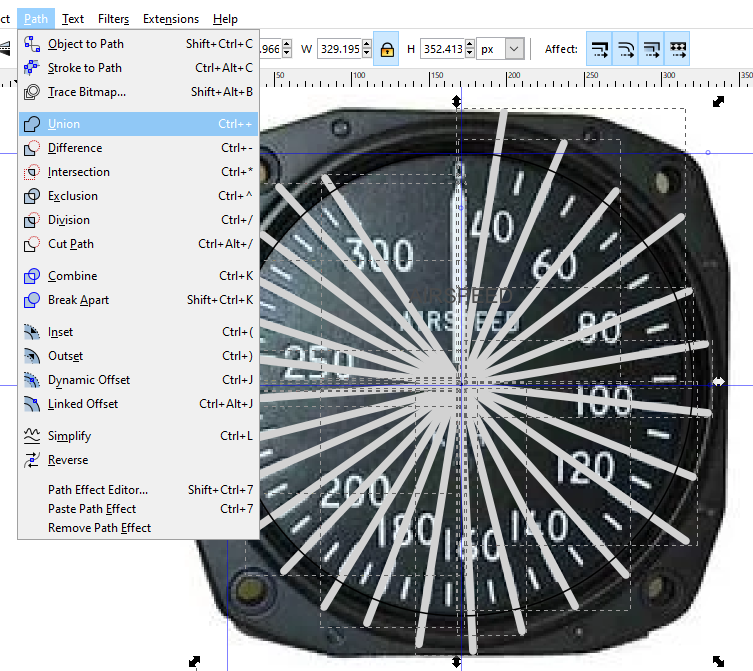 ct Path Text Filters Extensions Help
.966 W 329.195 H 352.413 px Affect:
Object to Path Shift+Ctrl+C
Stroke to Path Ctrl+Alt+C
Trace Bitmap... Shift+Alt+B
Union Ctrl++
Difference Ctrl+-
Intersection Ctrl+*
Exclusion Ctrl+^
Division Ctrl+/
Cut Path Ctrl+Alt+/
Combine Ctrl+K
Break Apart Shift+Ctrl+K
Inset Ctrl+(
Outset Ctrl+)
Dynamic Offset Ctrl+J
Linked Offset Ctrl+Alt+J
Simplify Ctrl+L
Reverse
Path Effect Editor... Shift+Ctrl+7
Paste Path Effect Ctrl+7
Remove Path Effect
50 100 150 200 250 300 350
0
40
60
300
AIRSPEED
AIRSPEED
80
250
100
120
200
140
180
160